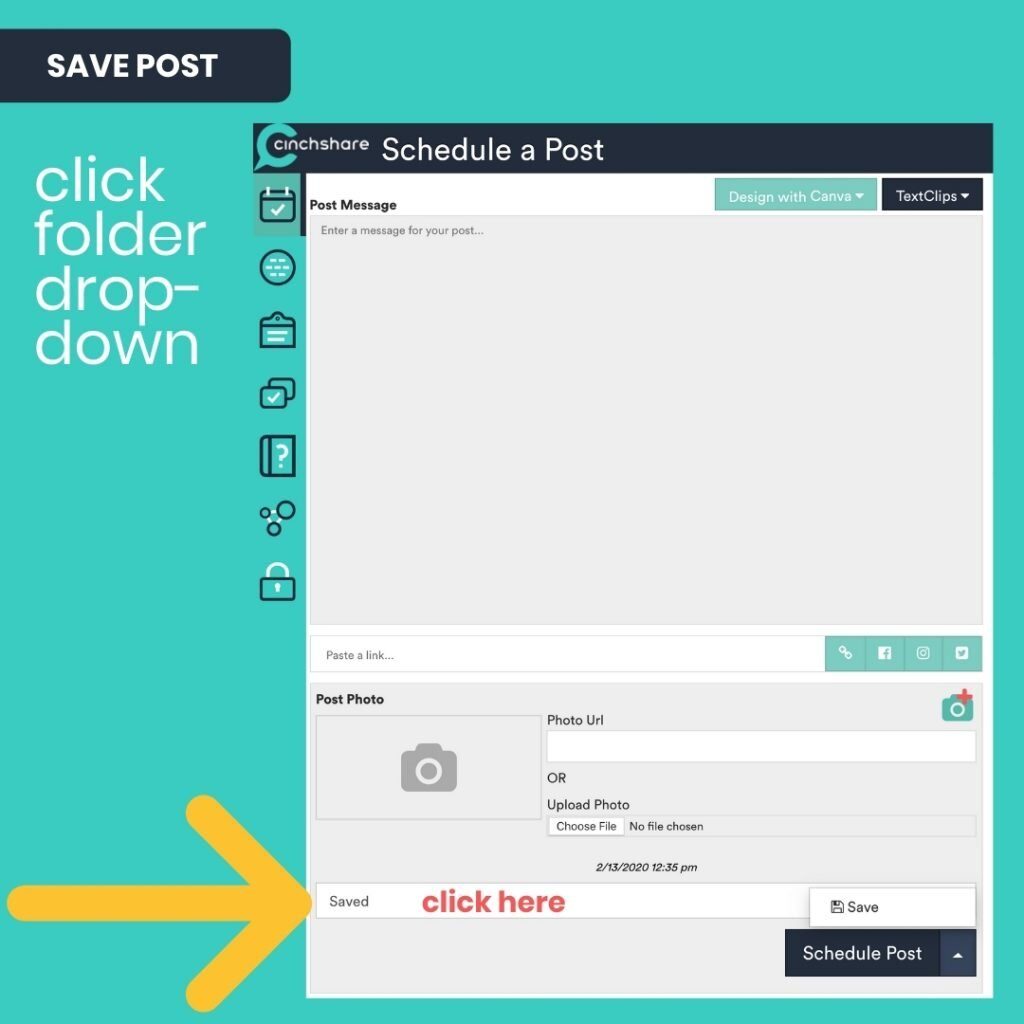 SAVE POST
click
folder
drop-
down
cinchshare
Schedule a Post
Design with Canva
TextClips
Post Message
Enter a message for your post...
Paste a link...
Post Photo
Photo Url
OR
Upload Photo
Choose File No file chosen
2/13/2020 12:35 pm
Saved click here
Save
Schedule Post